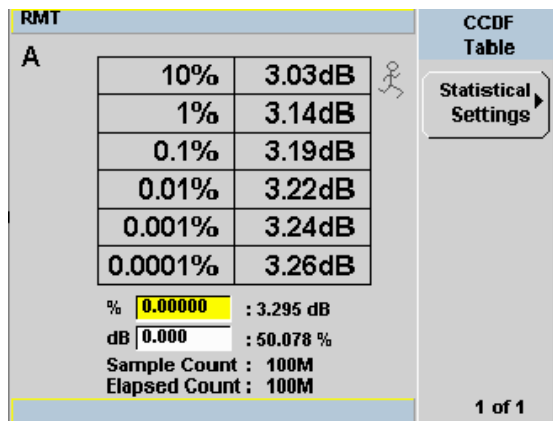 RMT
CCDF
Table
A
10% 3.03dB
1% 3.14dB
0.1% 3.19dB
0.01% 3.22dB
0.001% 3.24dB
0.0001% 3.26dB
Statistical
Settings
% 0.00000 : 3.295 dB
dB 0.000 : 50.078 %
Sample Count : 100M
Elapsed Count : 100M
1 of 1